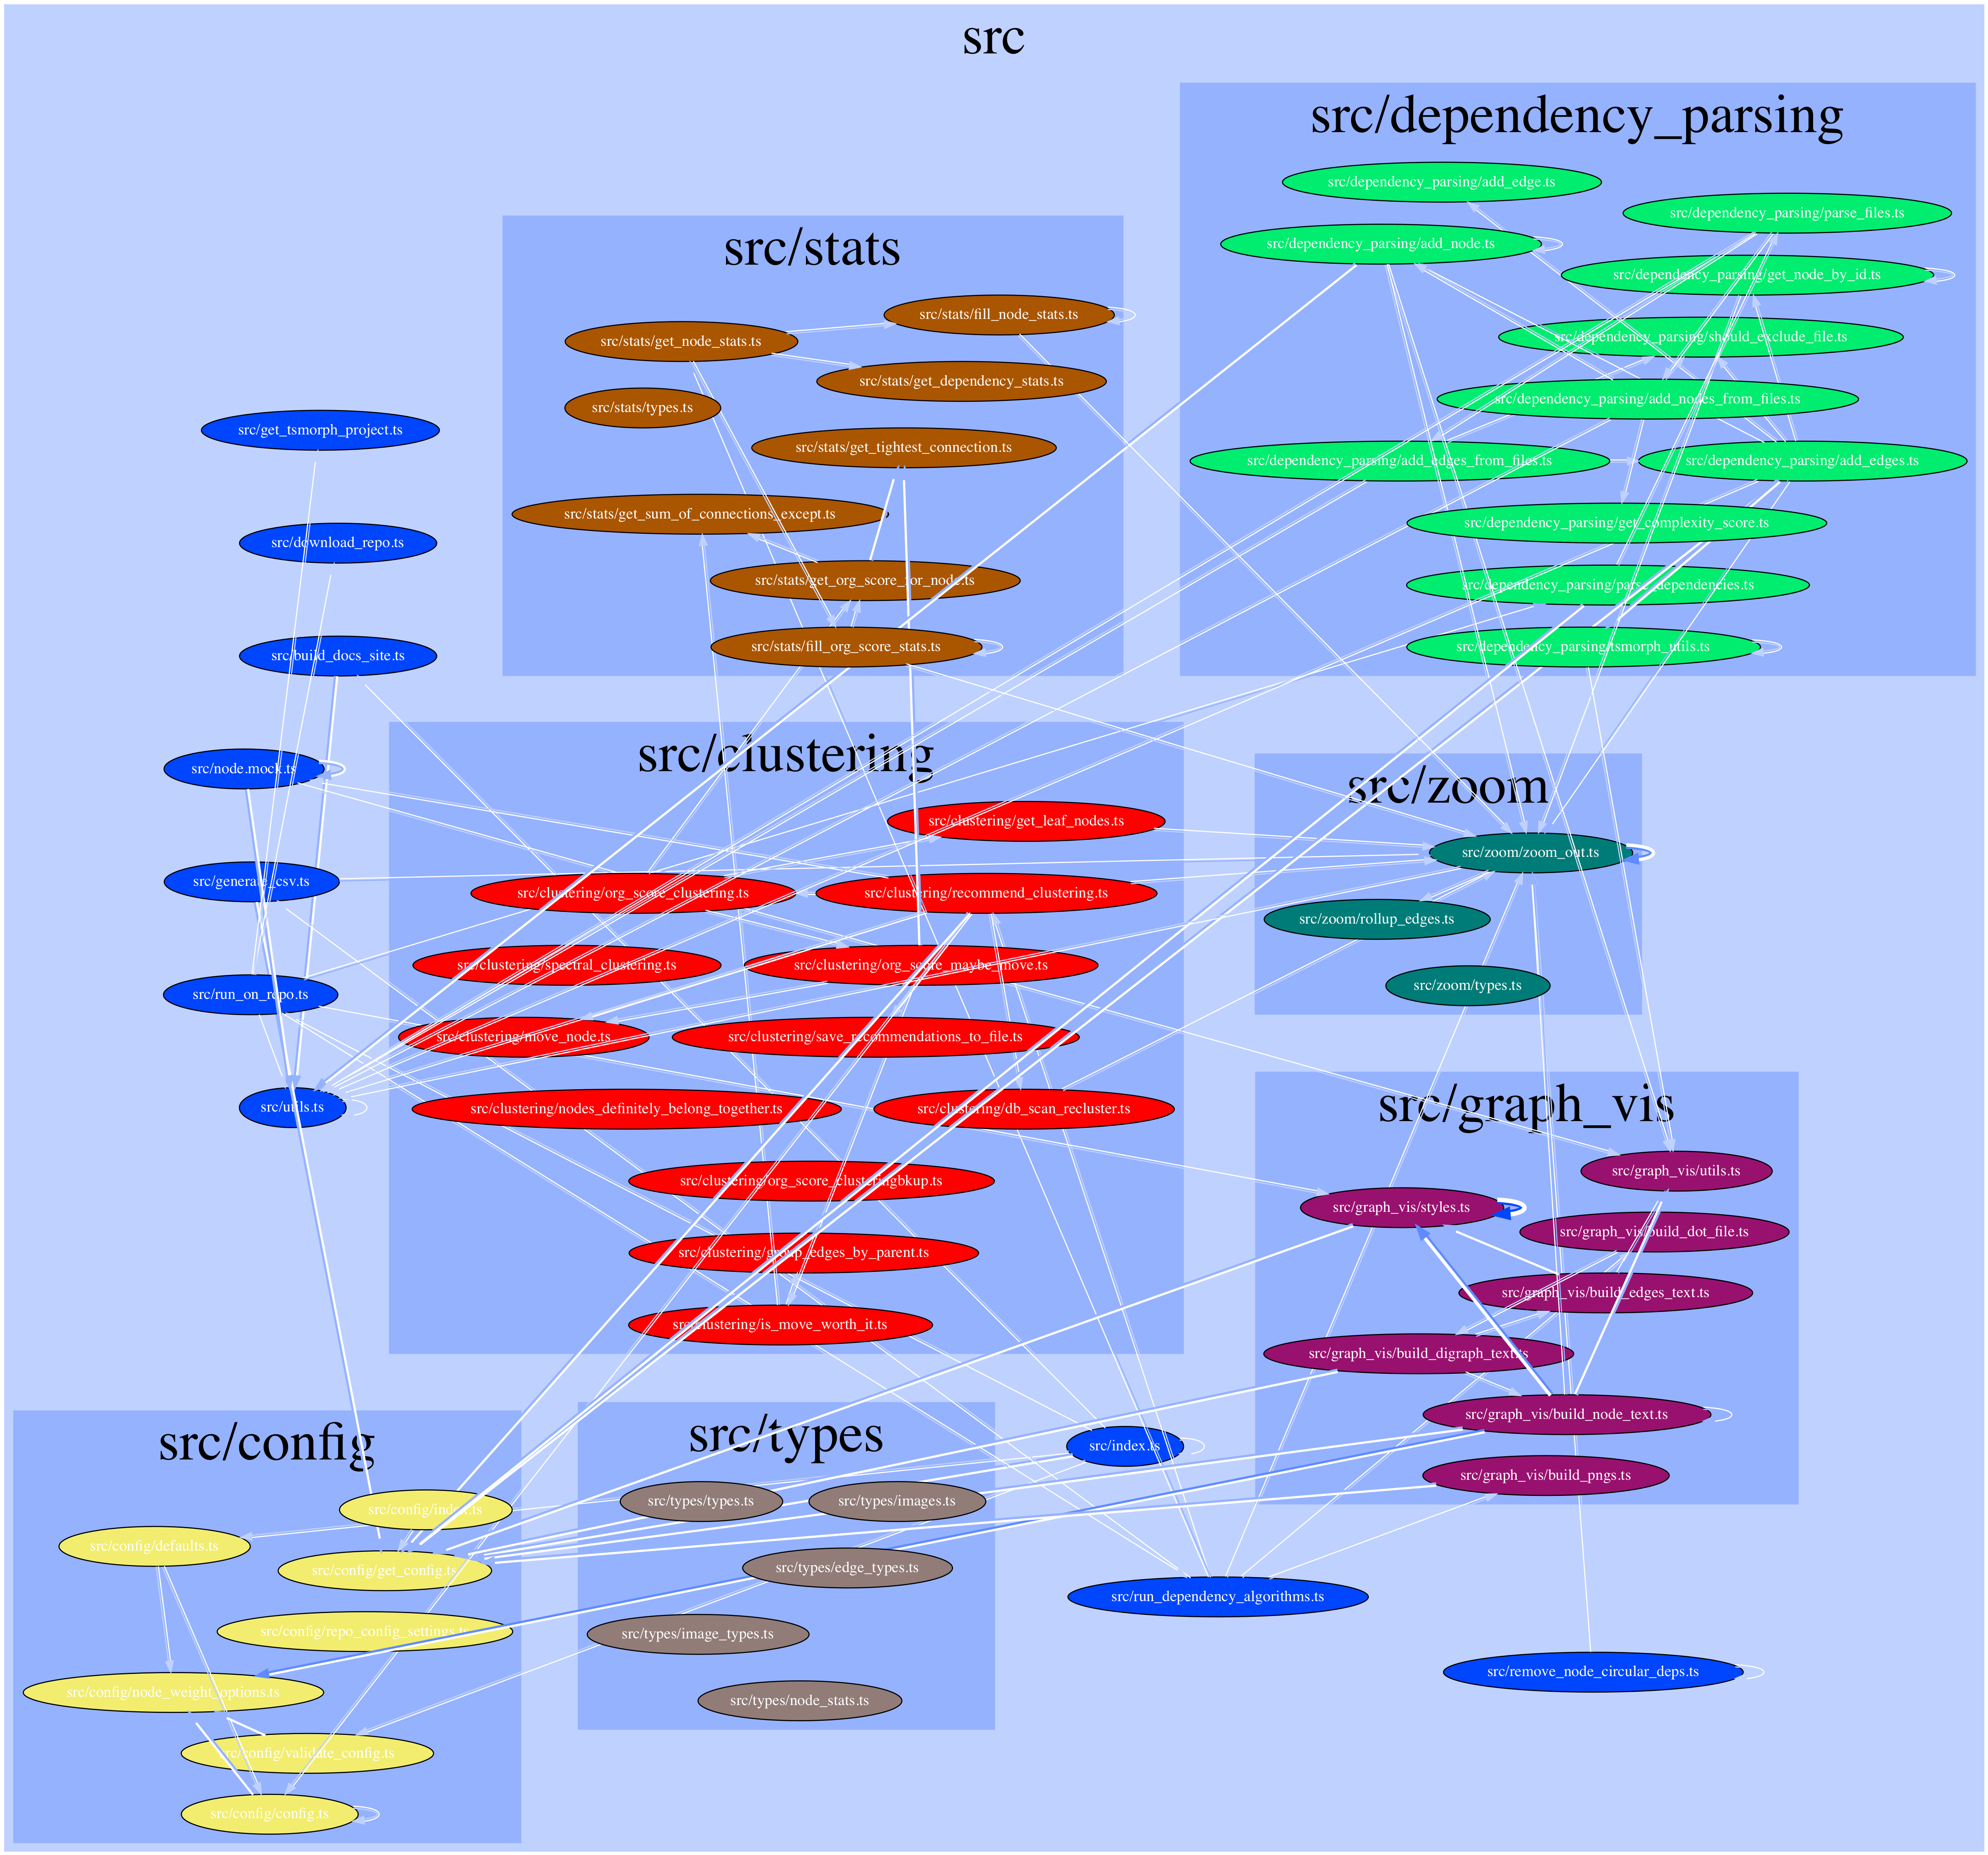 src
src/dependency_parsing
src/dependency_parsing/add_edge.ts
src/dependency_parsing/parse_files.ts
src/dependency_parsing/add_node.ts
src/dependency_parsing/get_node_by_id.ts
src/dependency_parsing/should_exclude_file.ts
src/dependency_parsing/add_nodes_from_files.ts
src/dependency_parsing/add_edges_from_files.ts
src/dependency_parsing/add_edges.ts
src/dependency_parsing/get_complexity_score.ts
src/dependency_parsing/parse_dependencies.ts
src/dependency_parsing/tsmorph_utils.ts
src/stats
src/stats/fill_node_stats.ts
src/stats/get_node_stats.ts
src/stats/get_dependency_stats.ts
src/stats/types.ts
src/stats/get_tightest_connection.ts
src/stats/get_sum_of_connections_except.ts
src/stats/get_org_score_for_node.ts
src/stats/fill_org_score_stats.ts
src/get_tsmorph_project.ts
src/download_repo.ts
src/build_docs_site.ts
src/node.mock.ts
src/generate_csv.ts
src/run_on_repo.ts
src/utils.ts
src/clustering
src/clustering/get_leaf_nodes.ts
src/clustering/org_score_clustering.ts
src/clustering/recommend_clustering.ts
src/clustering/spectral_clustering.ts
src/clustering/org_score_maybe_move.ts
src/clustering/move_node.ts
src/clustering/save_recommendations_to_file.ts
src/clustering/nodes_definitely_belong_together.ts
src/clustering/db_scan_recluster.ts
src/clustering/org_score_clusteringbkup.ts
src/clustering/group_edges_by_parent.ts
src/clustering/is_move_worth_it.ts
src/zoom
src/zoom/zoom_out.ts
src/zoom/rollup_edges.ts
src/zoom/types.ts
src/graph_vis
src/graph_vis/utils.ts
src/graph_vis/styles.ts
src/graph_vis/build_dot_file.ts
src/graph_vis/build_edges_text.ts
src/graph_vis/build_digraph_text.ts
src/graph_vis/build_node_text.ts
src/graph_vis/build_pngs.ts
src/config
src/config/index.ts
src/config/defaults.ts
src/config/get_config.ts
src/config/repo_config_settings.ts
src/config/node_weight_options.ts
src/config/validate_config.ts
src/config/config.ts
src/types
src/types/types.ts
src/types/images.ts
src/types/edge_types.ts
src/types/image_types.ts
src/types/node_stats.ts
src/index.ts
src/run_dependency_algorithms.ts
src/remove_node_circular_deps.ts